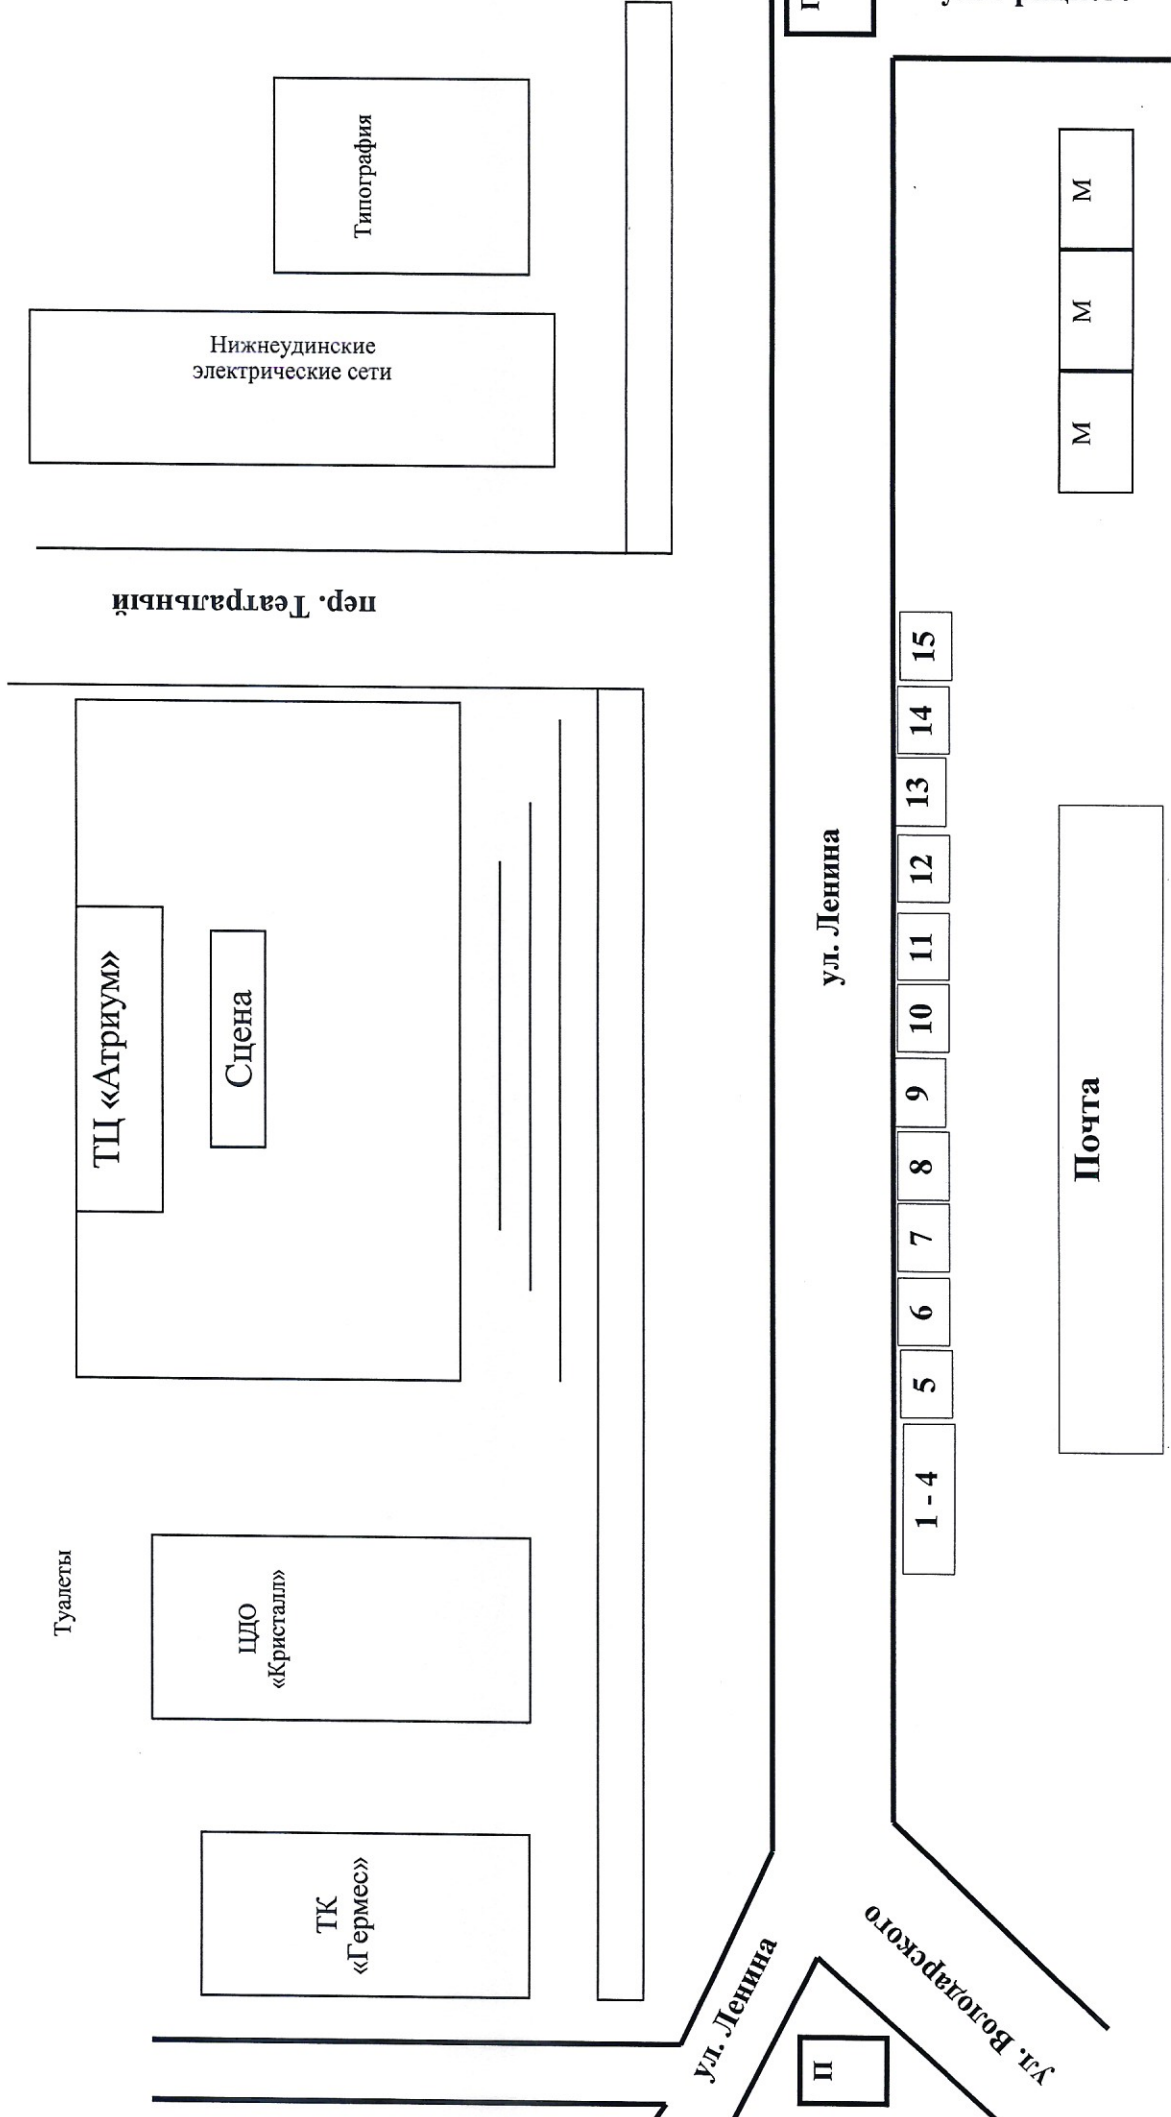 Туалеты
ТК
«Гермес»
ЦДО
«Кристалл»
ТЦ «Атриум»
Сцена
пер. Театральный
Нижнеудинские
электрические сети
Типография
ул. Ленина
ул. Ленина
ул. Володарского
П
1 - 4
5
6
7
8
9
10
11
12
13
14
15
Почта
М
М
М